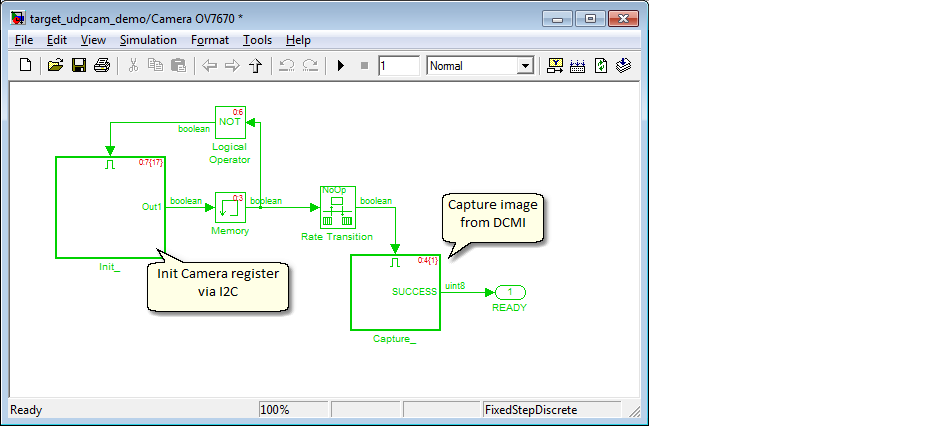 target_udpcam_demo/Camera OV7670 *
File Edit View Simulation Format Tools Help
1 Normal
0:6
NOT
boolean
Logical
Operator
0:7{17}
Out1
Init_
boolean
0:3
Memory
boolean
NoOp
Rate Transition
boolean
Capture image
from DCMI
Init Camera register
via I2C
0:4{1}
SUCCESS
Capture_
uint8
1
READY
Ready 100% FixedStepDiscrete